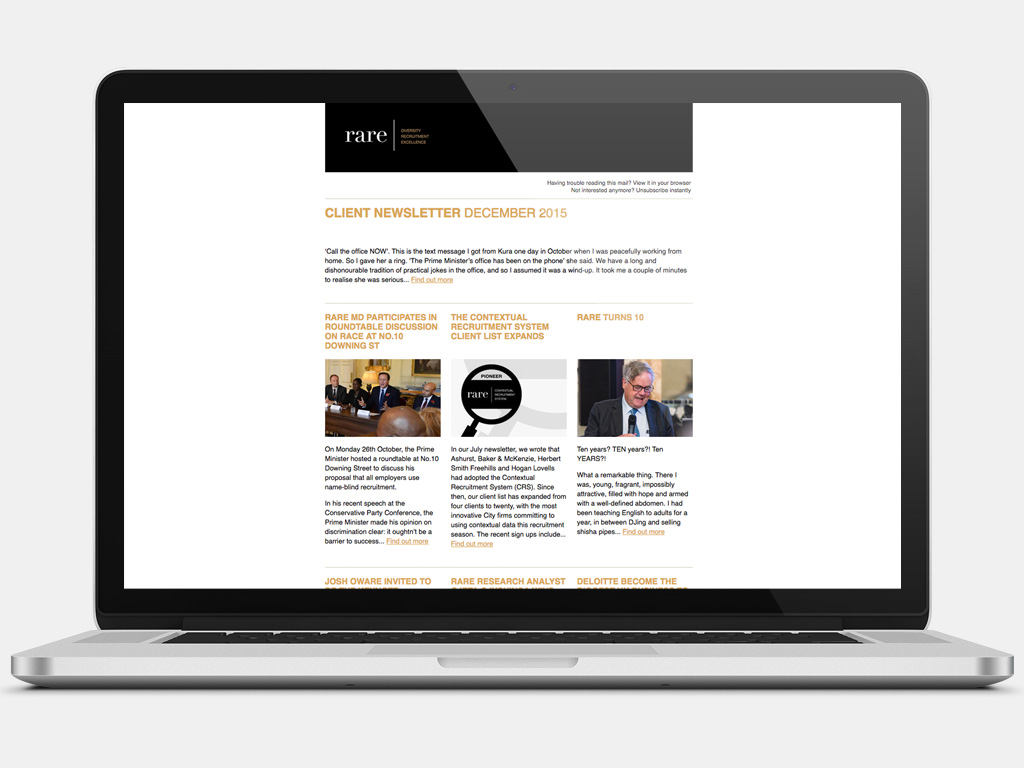 rare
DIVERSITY
RECRUITMENT
EXCELLENCE
Having trouble reading this mail? View it in your browser
Not interested anymore? Unsubscribe instantly
CLIENT NEWSLETTER DECEMBER 2015
'Call the office NOW'. This is the text message I got from Kura one day in October when I was peacefully working from
home. So I gave her a ring. 'The Prime Minister's office has been on the phone' she said. We have a long and
dishonourable tradition of practical jokes in the office, and so I assumed it was a wind-up. It took me a couple of minutes
to realise she was serious... Find out more
RARE MD PARTICIPATES IN
ROUNDTABLE DISCUSSION
ON RACE AT NO.10
DOWNING ST
On Monday 26th October, the Prime
Minister hosted a roundtable at No.10
Downing Street to discuss his
proposal that all employers use
name-blind recruitment.
In his recent speech at the
Conservative Party Conference, the
Prime Minister made his opinion on
discrimination clear: it oughtn't be a
barrier to success... Find out more
THE CONTEXTUAL
RECRUITMENT SYSTEM
CLIENT LIST EXPANDS
PIONEER
rare
CONTEXTUAL
RECRUITMENT
SYSTEM
In our July newsletter, we wrote that
Ashurst, Baker & McKenzie, Herbert
Smith Freehills and Hogan Lovells
had adopted the Contextual
Recruitment System (CRS). Since
then, our client list has expanded from
four clients to twenty, with the most
innovative City firms committing to
using contextual data this recruitment
season. The recent sign ups include...
Find out more
RARE TURNS 10
Ten years? TEN years?! Ten
YEARS?!
What a remarkable thing. There I
was, young, fragrant, impossibly
attractive, filled with hope and armed
with a well-defined abdomen. I had
been teaching English to adults for a
year, in between DJing and selling
shisha pipes... Find out more
JOSH OWARE INVITED TO
RARE RESEARCH ANALYST
DELOITTE BECOME THE